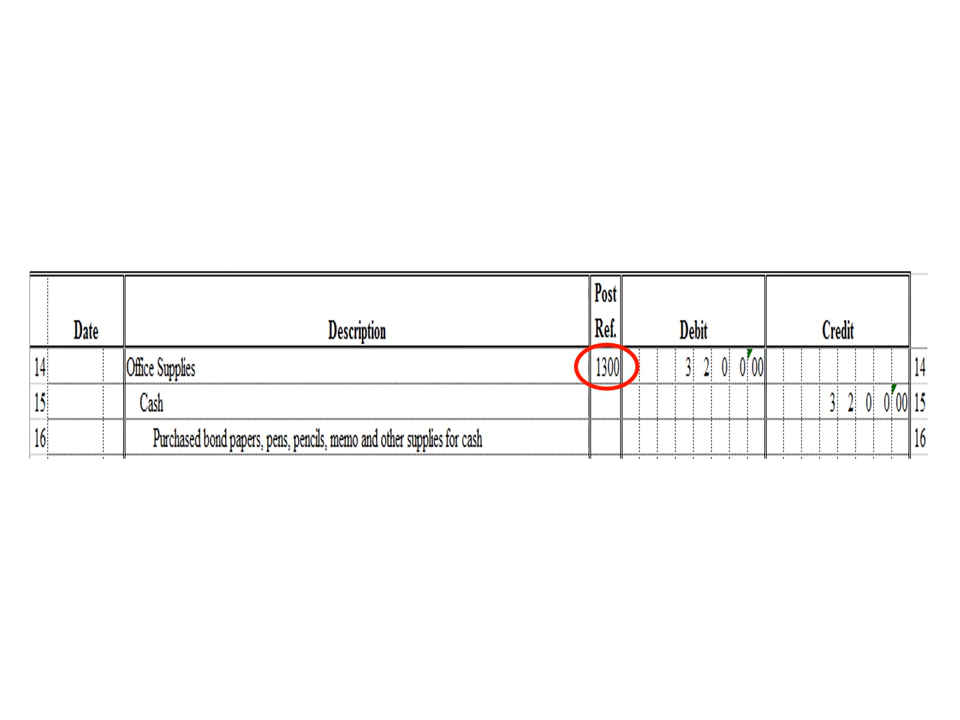 Date Description Post Ref. Debit Credit
14 Office Supplies 1300 3 2 0 0 00 14
15 Cash 3 2 0 0 00 15
16 Purchased bond papers, pens, pencils, memo and other supplies for cash 16